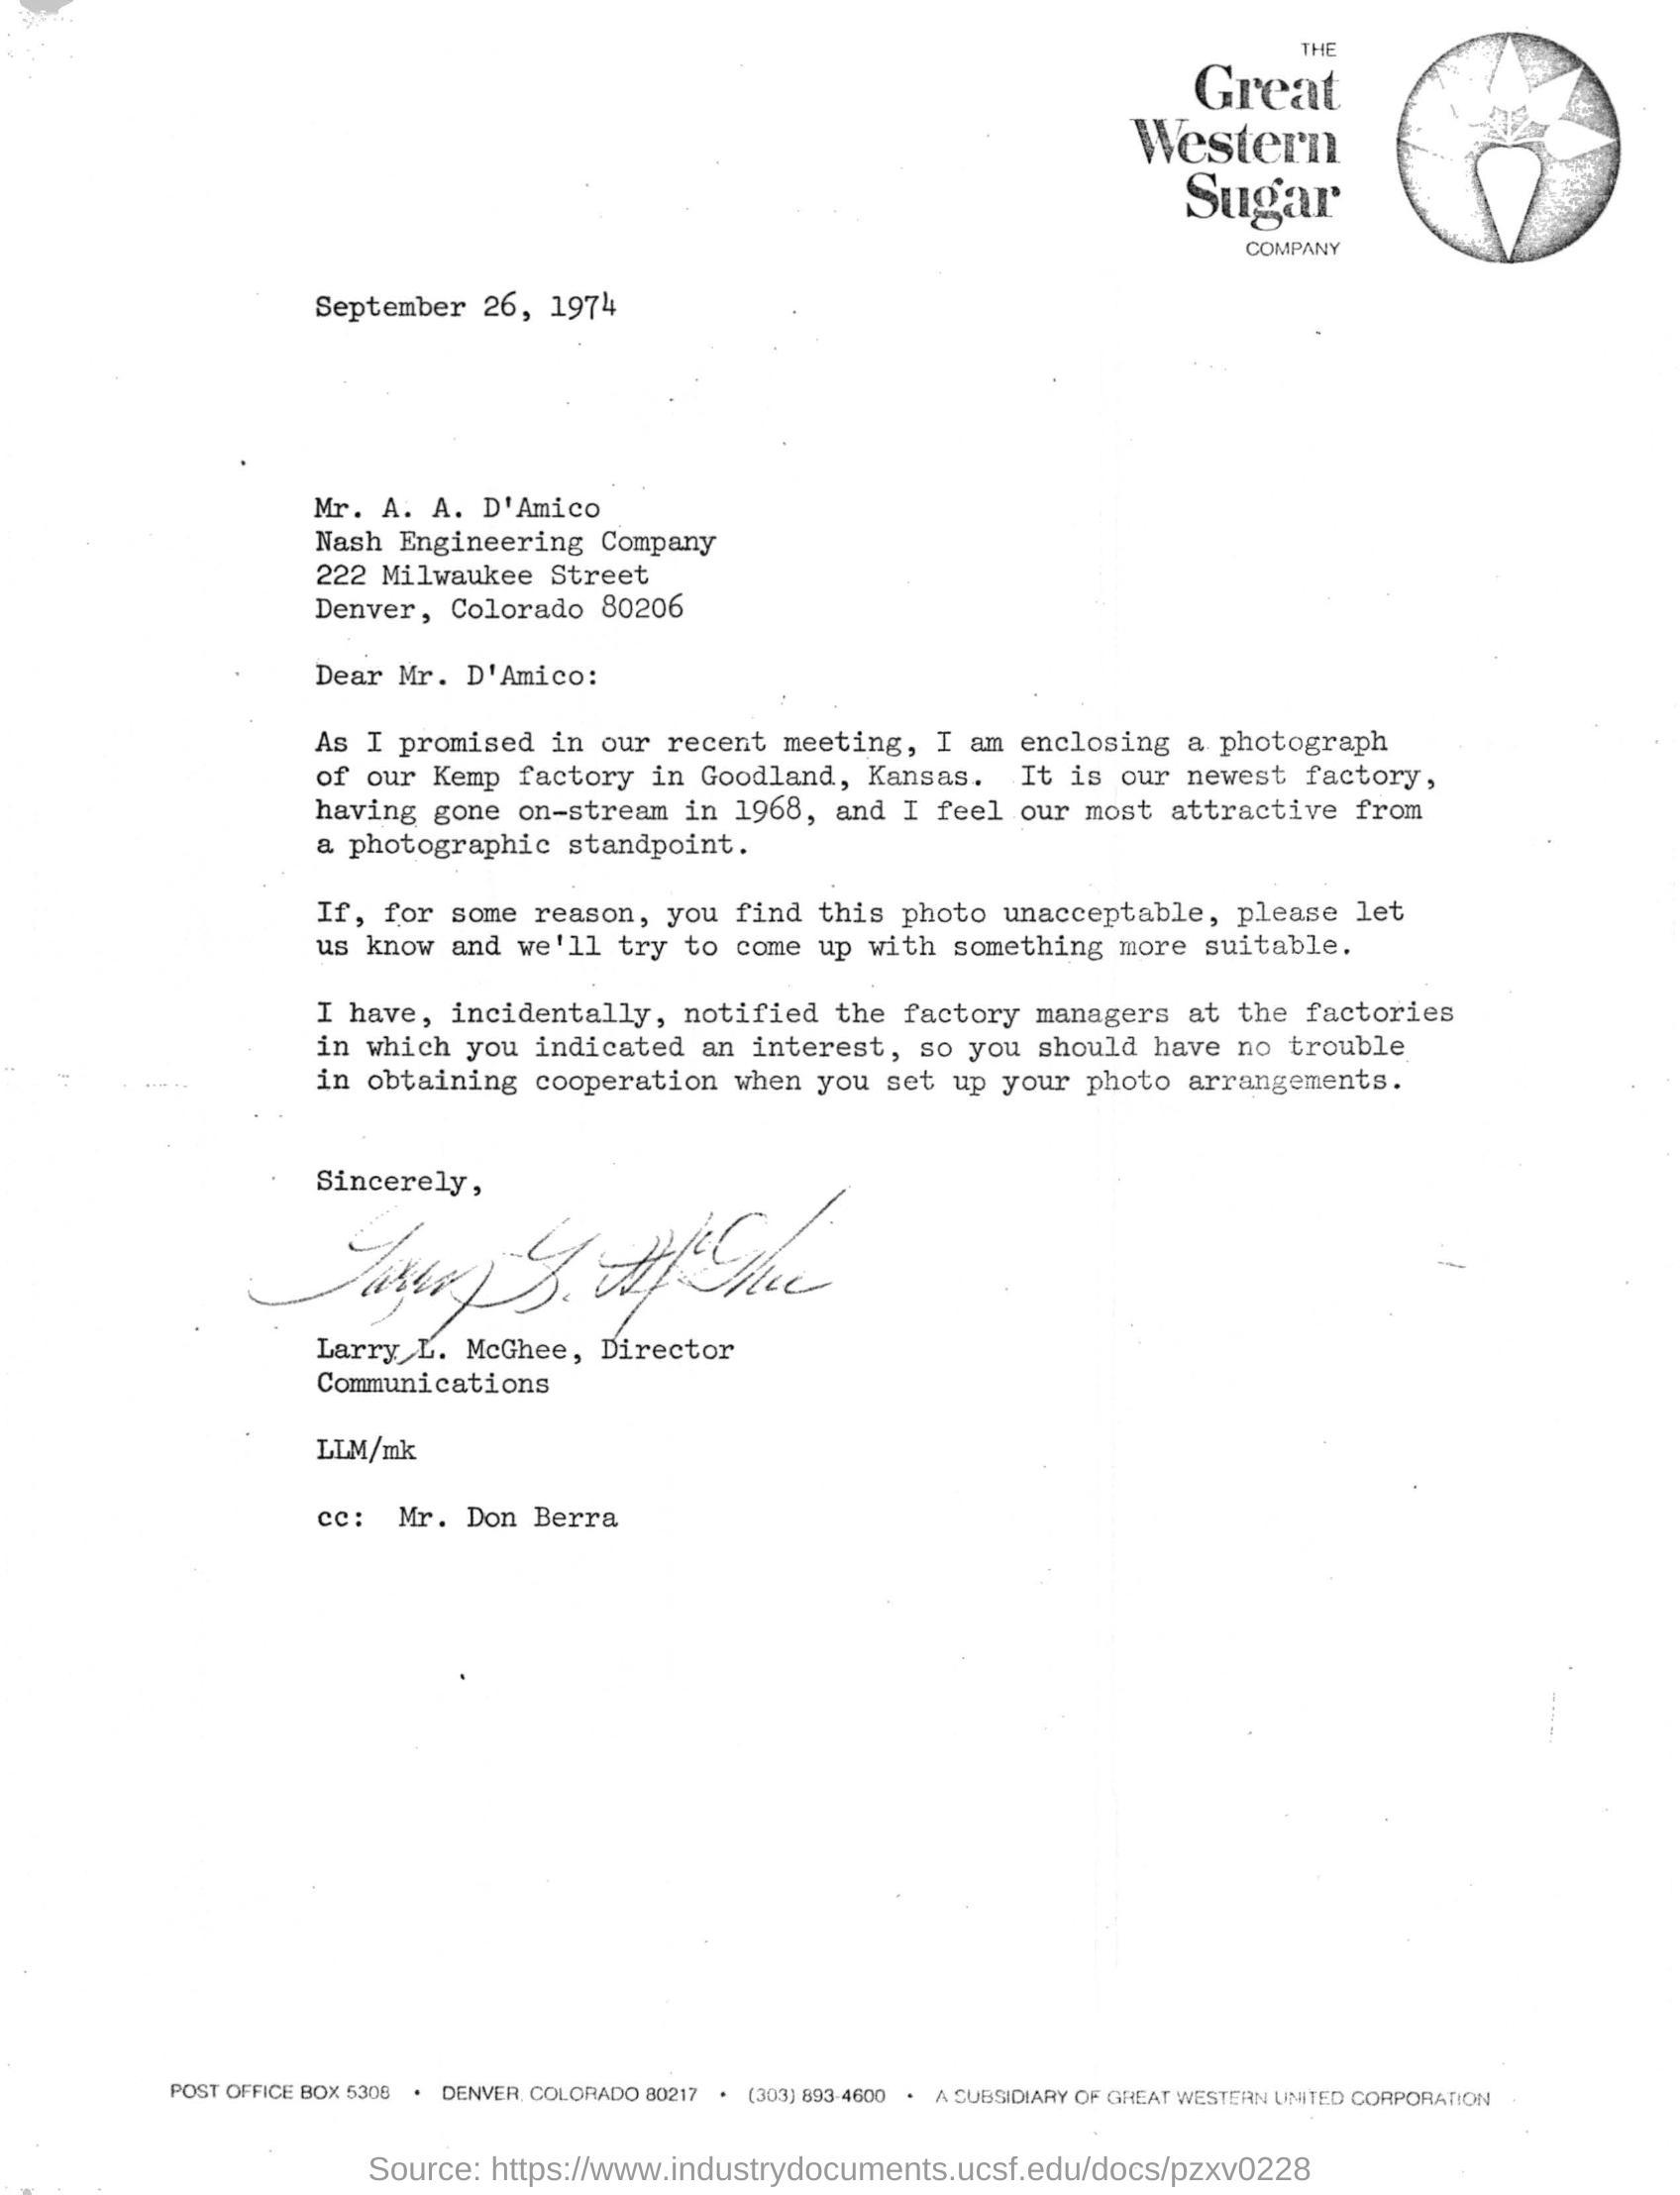 THE
Great
Western
Sugar
COMPANY
September 26, 1974
Mr. A. A. D'Amico
Nash Engineering Company
222 Milwaukee Street
Denver, Colorado 80206
Dear Mr. D'Amico:
As I promised in our recent meeting, I am enclosing a photograph
of our Kemp factory in Goodland, Kansas. It is our newest factory,
having gone on-stream in 1968, and I feel our most attractive from
a photographic standpoint.
If, for some reason, you find this photo unacceptable, please let
us know and we'll try to come up with something more suitable.
I have, incidentally, notified the factory managers at the factories
in which you indicated an interest, so you should have no trouble
in obtaining cooperation when you set up your photo arrangements.
Sincerely,
Larry L. McGhee
Larry L. McGhee, Director
Communications
LLM/mk
cc: Mr. Don Berra
POST OFFICE BOX 5308 • DENVER, COLORADO 80217 • (303) 893-4600 • A SUBSIDIARY OF GREAT WESTERN UNITED CORPORATION
Source: https://www.industrydocuments.ucsf.edu/docs/pzxv0228